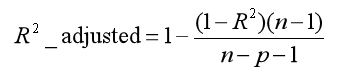 R² _ adjusted = 1 - (1-R²)(n-1) / n-p-1